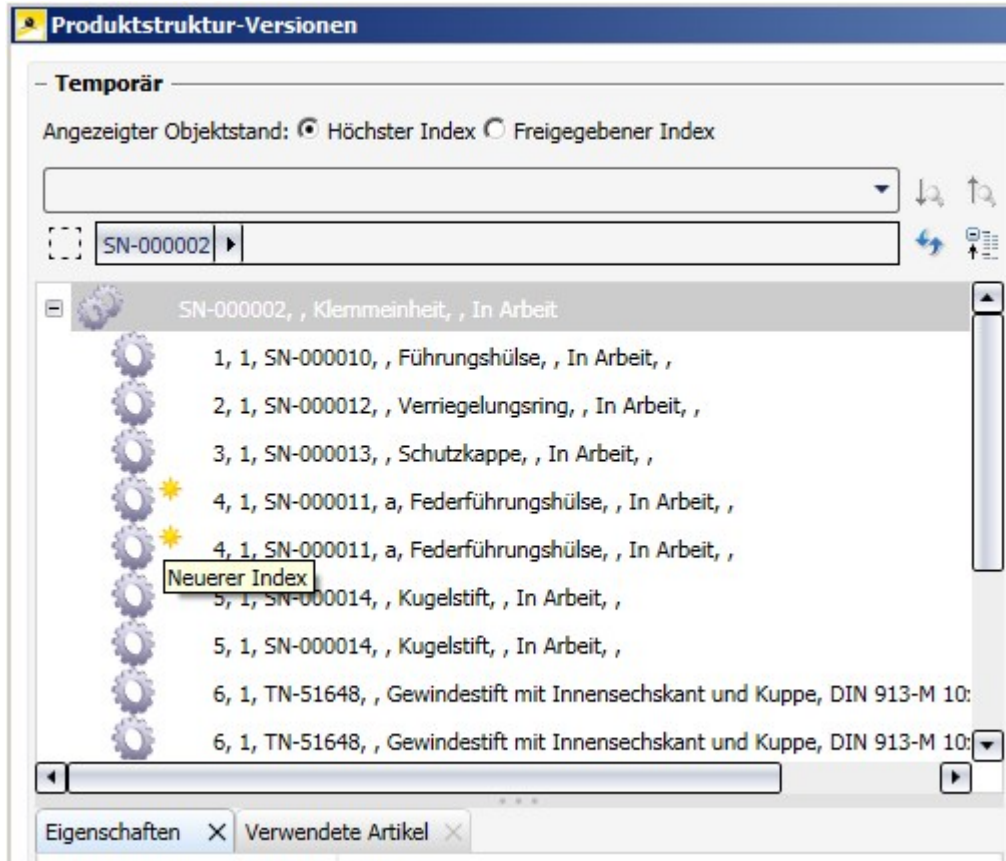 Produktstruktur-Versionen
Temporär
Angezeigter Objektstand: Höchster Index Freigegebener Index
SN-000002
SN-000002, , Klemmeinheit, , In Arbeit
1, 1, SN-000010, , Führungshülse, , In Arbeit, ,
2, 1, SN-000012, , Verriegelungsring, , In Arbeit, ,
3, 1, SN-000013, , Schutzkappe, , In Arbeit, ,
4, 1, SN-000011, a, Federführungshülse, , In Arbeit, ,
4, 1, SN-000011, a, Federführungshülse, , In Arbeit, ,
Neuerer Index
5, 1, SN-000014, , Kugelstift, , In Arbeit, ,
5, 1, SN-000014, , Kugelstift, , In Arbeit, ,
6, 1, TN-51648, , Gewindestift mit Innensechskant und Kuppe, DIN 913-M 10:
6, 1, TN-51648, , Gewindestift mit Innensechskant und Kuppe, DIN 913-M 10:
Eigenschaften Verwendete Artikel